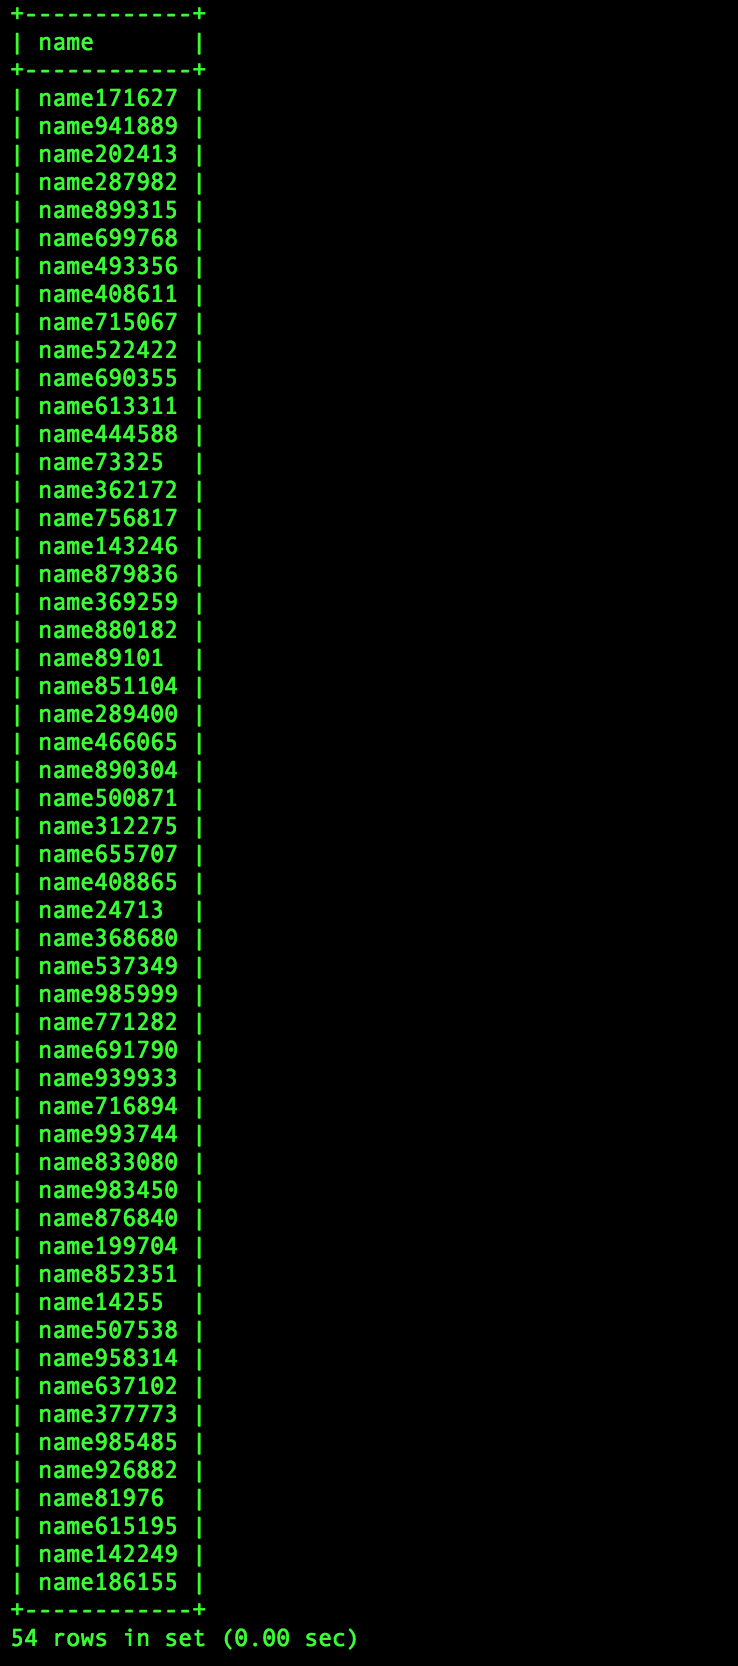 +------------+
| name       |
+------------+
| name171627 |
| name941889 |
| name202413 |
| name287982 |
| name899315 |
| name699768 |
| name493356 |
| name408611 |
| name715067 |
| name522422 |
| name690355 |
| name613311 |
| name444588 |
| name73325  |
| name362172 |
| name756817 |
| name143246 |
| name879836 |
| name369259 |
| name880182 |
| name89101  |
| name851104 |
| name289400 |
| name466065 |
| name890304 |
| name500871 |
| name312275 |
| name655707 |
| name408865 |
| name24713  |
| name368680 |
| name537349 |
| name985999 |
| name771282 |
| name691790 |
| name939933 |
| name716894 |
| name993744 |
| name833080 |
| name983450 |
| name876840 |
| name199704 |
| name852351 |
| name14255  |
| name507538 |
| name958314 |
| name637102 |
| name377773 |
| name985485 |
| name926882 |
| name81976  |
| name615195 |
| name142249 |
| name186155 |
+------------+
54 rows in set (0.00 sec)